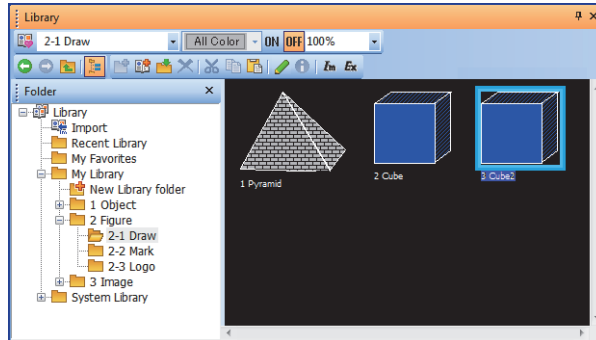 Library
2-1 Draw All Color ON OFF 100%
Im Ex
Folder
Library
Import
Recent Library
My Favorites
My Library
New Library folder
1 Object
2 Figure
2-1 Draw
2-2 Mark
2-3 Logo
3 Image
System Library
1 Pyramid
2 Cube
3 Cube2